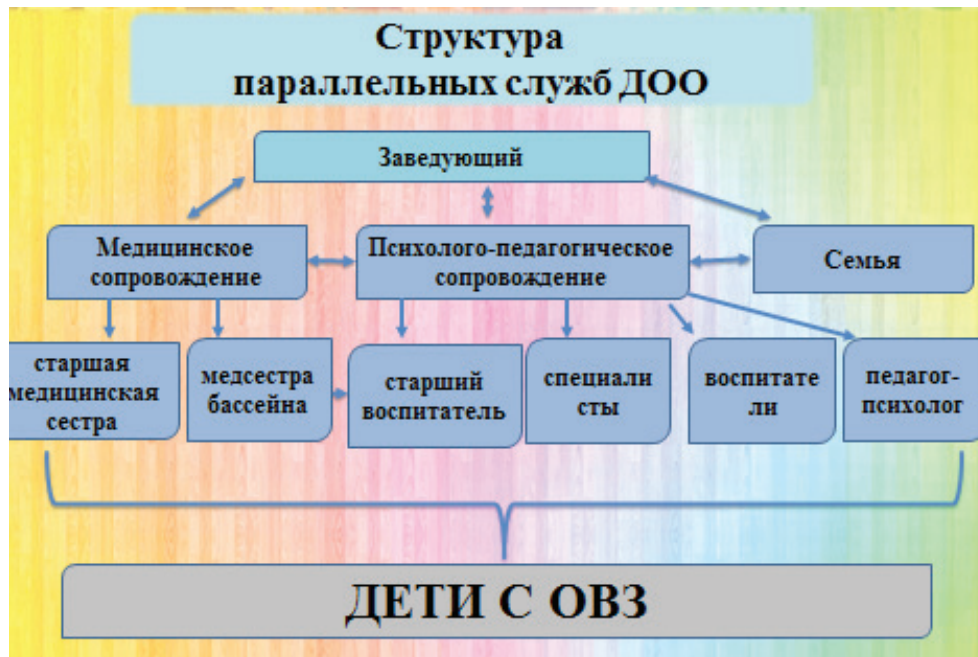 Структура
параллельных служб ДОО
Заведующий
Медицинское
сопровождение
Психолого-педагогическое
сопровождение
Семья
старшая
медицинская
сестра
медсестра
бассейна
старший
воспитатель
специали
сты
воспитате
ли
педагог-
психолог
ДЕТИ С ОВЗ